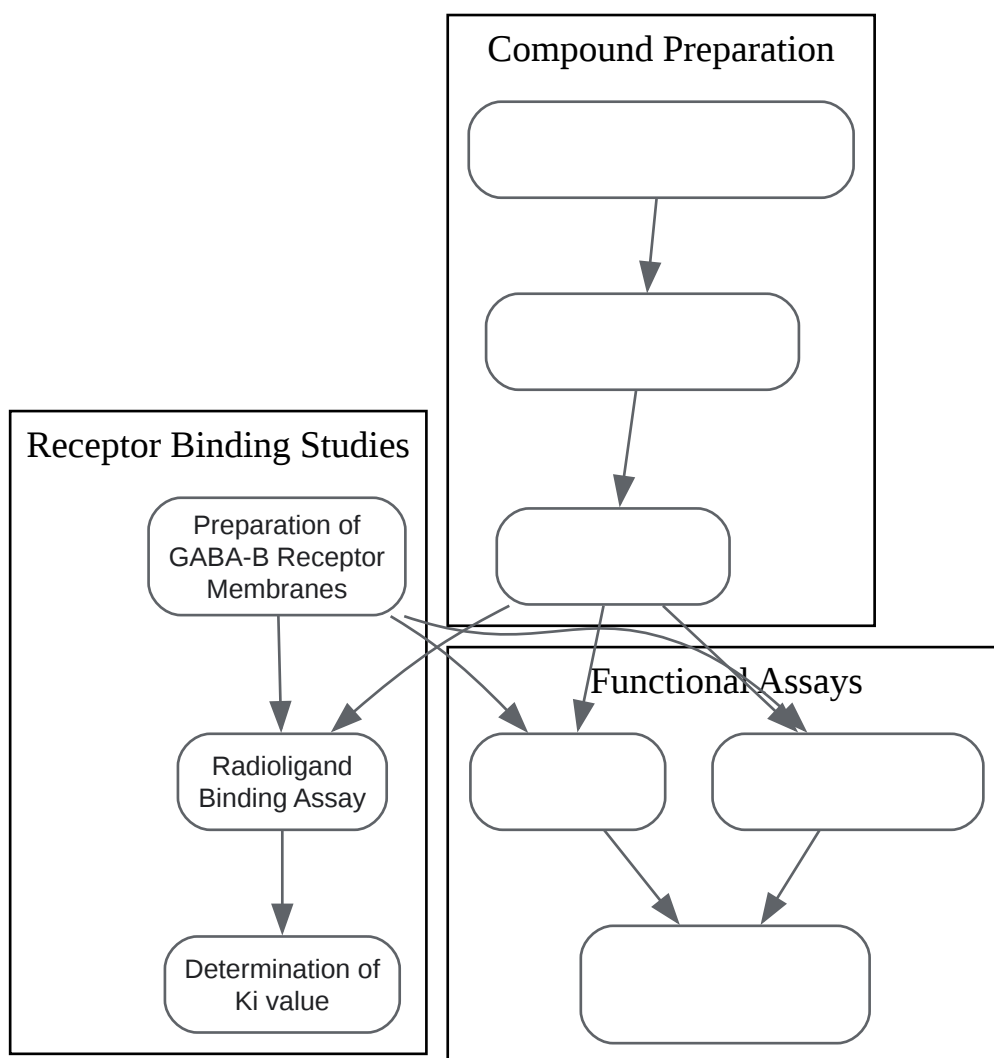 Compound Preparation
Receptor Binding Studies
Preparation of
GABA-B Receptor
Membranes
Functional Assays
Radioligand
Binding Assay
Determination of
Ki value